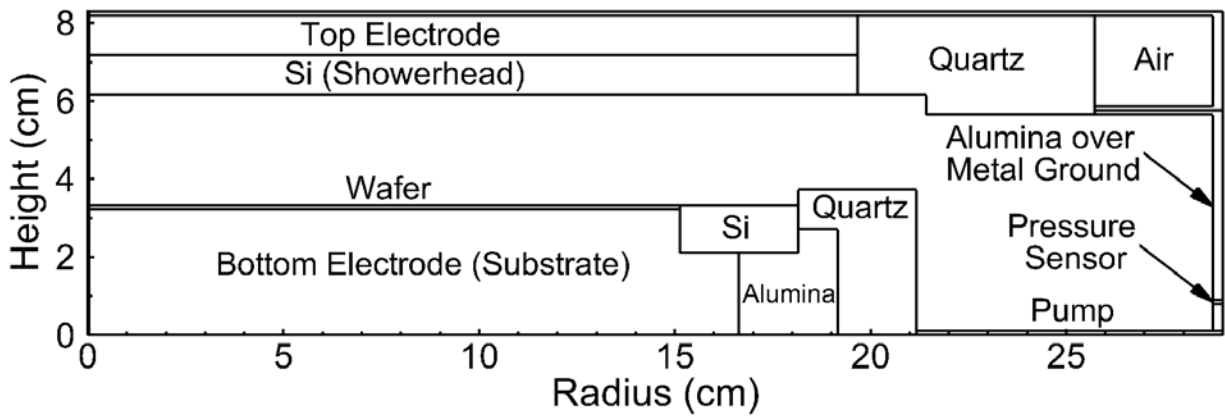 8
6
4
2
0
Height (cm)
Top Electrode
Si (Showerhead)
Quartz
Air
Wafer
Alumina over
Metal Ground
Quartz
Si
Bottom Electrode (Substrate)
Pressure
Sensor
Alumina
Pump
0 5 10 15 20 25
Radius (cm)